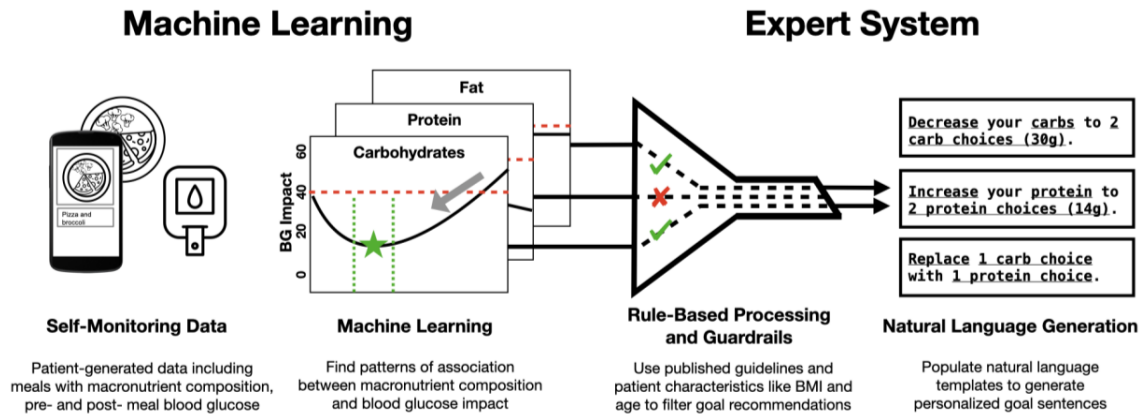 Machine Learning
Expert System
Pizza and
broccoli
Fat
Protein
Carbohydrates
BG Impact
60
40
20
0
Decrease your carbs to 2
carb choices (30g).
Increase your protein to
2 protein choices (14g).
Replace 1 carb choice
with 1 protein choice.
Self-Monitoring Data
Patient-generated data including
meals with macronutrient composition,
pre- and post- meal blood glucose
Machine Learning
Find patterns of association
between macronutrient composition
and blood glucose impact
Rule-Based Processing
and Guardrails
Use published guidelines and
patient characteristics like BMI and
age to filter goal recommendations
Natural Language Generation
Populate natural language
templates to generate
personalized goal sentences